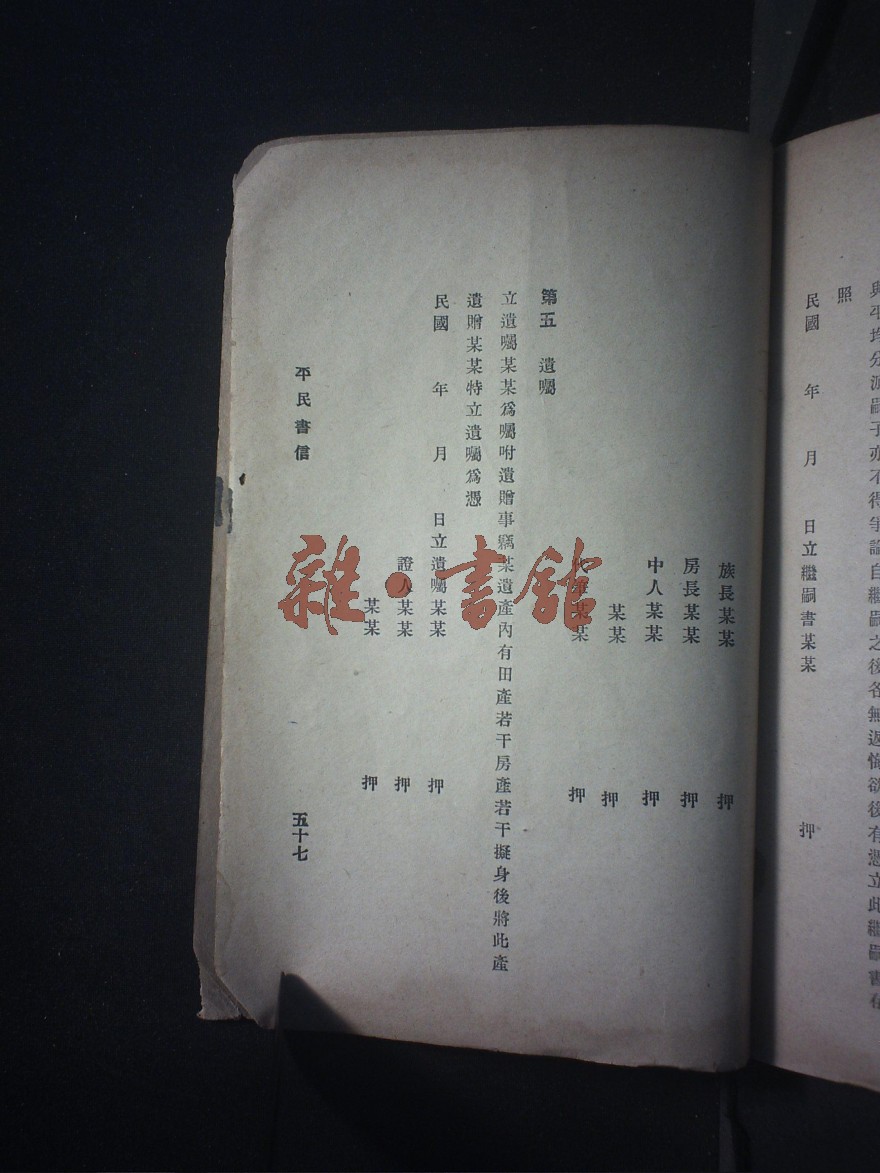 與平均分派嗣子亦不得爭論自繼嗣之後各無返悔欲後有憑立此繼嗣書存
照
民國　年　月　日立繼嗣書某某　押
族長某某　押
房長某某　押
中人某某　押
某某　押
某某　押
第五　遺囑
立遺囑某某爲囑咐遺贈事竊某遺產內有田產若干房產若干擬身後將此產
遺贈某某特立遺囑爲憑
民國　年　月　日立遺囑某某　押
證人某某　押
某某　押
平民書信　五十七
雜·書館